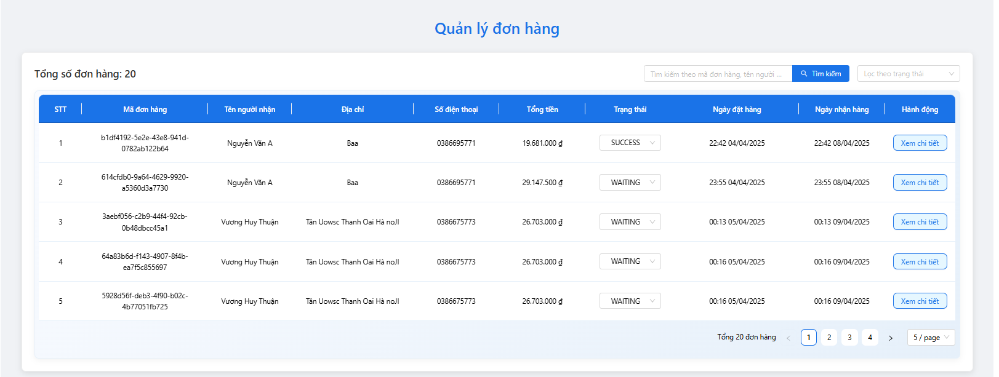 Quản lý đơn hàng
Tổng số đơn hàng: 20
Tìm kiếm theo mã đơn hàng, tên người ...
Tìm kiếm
Lọc theo trạng thái
STT Mã đơn hàng Tên người nhận Địa chỉ Số điện thoại Tổng tiền Trạng thái Ngày đặt hàng Ngày nhận hàng Hành động
1 b1df4192-5e2e-43e8-941d- Nguyễn Văn A Baa 0386695771 19.681.000 ₫ SUCCESS 22:42 04/04/2025 22:42 08/04/2025 Xem chi tiết
0782ab122b64
2 614cfdb0-9a64-4629-9920- Nguyễn Văn A Baa 0386695771 29.147.500 ₫ WAITING 23:55 04/04/2025 23:55 08/04/2025 Xem chi tiết
a5360d3a7730
3 3aebf056-c2b9-44f4-92cb- Vương Huy Thuận Tân Uowsc Thanh Oai Hà noJI 0386675773 26.703.000 ₫ WAITING 00:13 05/04/2025 00:13 09/04/2025 Xem chi tiết
0b48dbcc45a1
4 64a83b6d-f143-4907-8f4b- Vương Huy Thuận Tân Uowsc Thanh Oai Hà noJI 0386675773 26.703.000 ₫ WAITING 00:16 05/04/2025 00:16 09/04/2025 Xem chi tiết
ea7f5c855697
5 5928d56f-deb3-4f90-b02c- Vương Huy Thuận Tân Uowsc Thanh Oai Hà noJI 0386675773 26.703.000 ₫ WAITING 00:16 05/04/2025 00:16 09/04/2025 Xem chi tiết
4b77051fb725
Tổng 20 đơn hàng < 1 2 3 4 > 5 / page